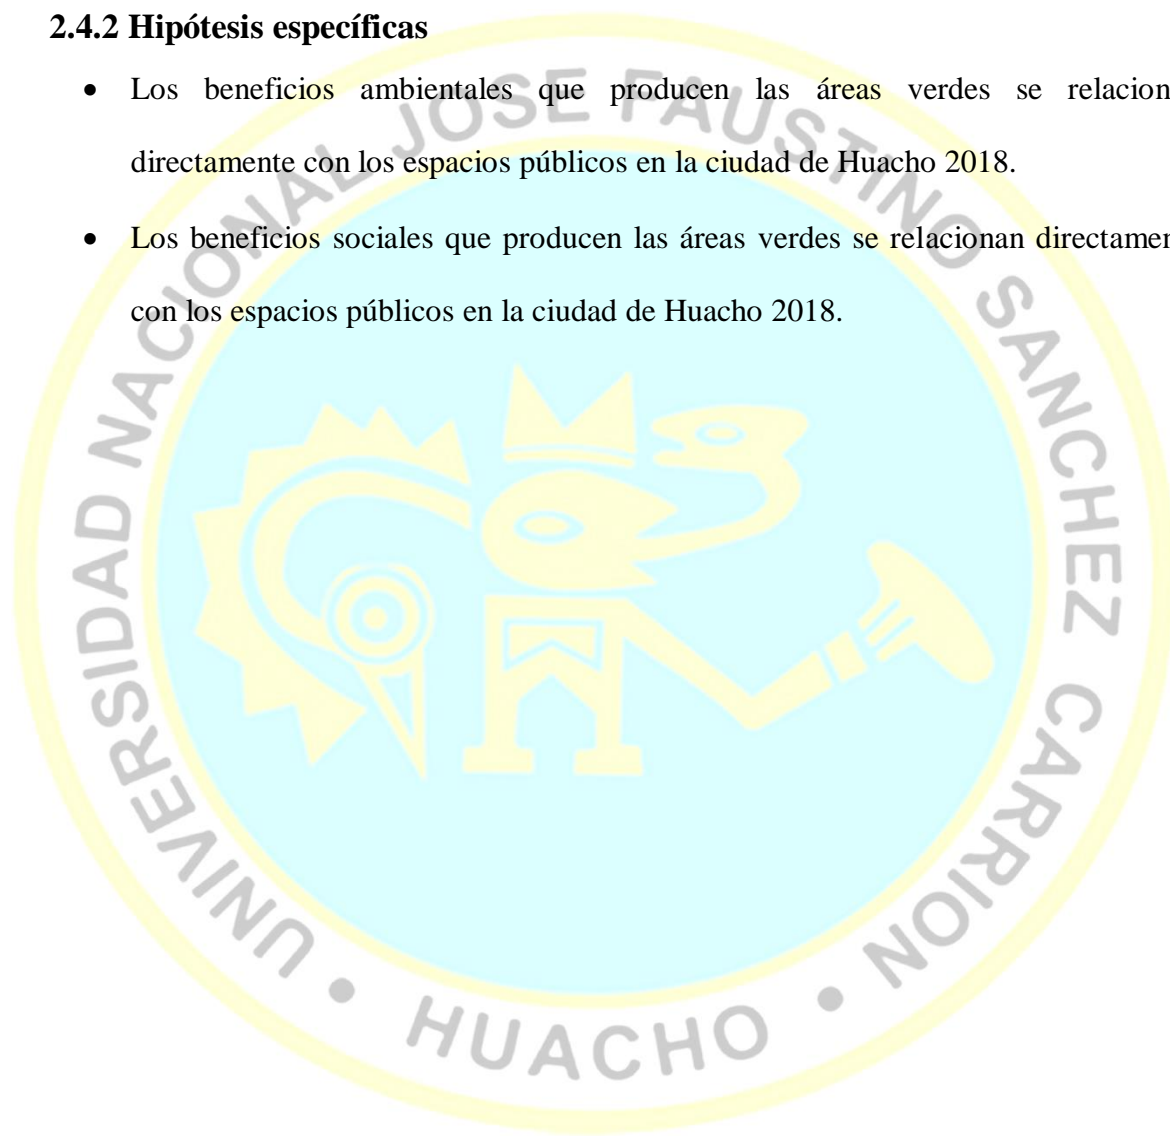 2.4.2 Hipótesis específicas
• Los beneficios ambientales que producen las áreas verdes se relacion
directamente con los espacios públicos en la ciudad de Huacho 2018.
• Los beneficios sociales que producen las áreas verdes se relacionan directamen
con los espacios públicos en la ciudad de Huacho 2018.
UNIVERSIDAD NACIONAL JOSE FAUSTINO SANCHEZ CARRION • HUACHO •